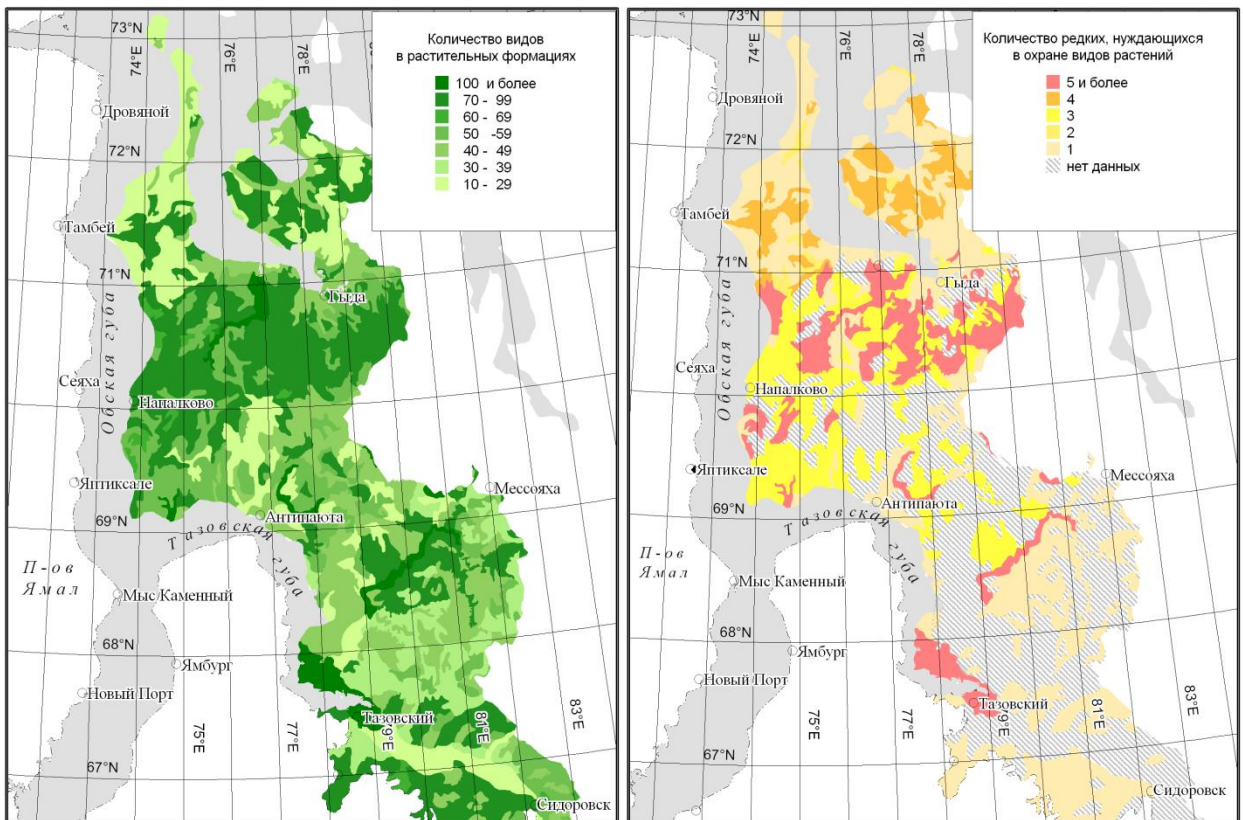 73°N
74°E
76°E
78°E
Количество видов
в растительных формациях
100 и более
70 - 99
60 - 69
50 -59
40 - 49
30 - 39
10 - 29
Дровяной
72°N
Тамбей
71°N
Гыда
Обская губа
Сеяха
Напалково
Яптиксале
Мессояха
69°N
Антипаюта
Тазовская губа
П-ов
Ямал
Мыс Каменный
68°N
Ямбург
Новый Порт
75°E
77°E
Тазовский
79°E
81°E
83°E
67°N
Сидоровск
73°N
74°E
76°E
78°E
Количество редких, нуждающихся
в охране видов растений
5 и более
4
3
2
1
нет данных
Дровяной
72°N
Тамбей
71°N
Гыда
Обская губа
Сеяха
Напалково
Яптиксале
Мессояха
69°N
Антипаюта
Тазовская губа
П-ов
Ямал
Мыс Каменный
68°N
Ямбург
Новый Порт
75°E
77°E
Тазовский
79°E
81°E
83°E
67°N
Сидоровск